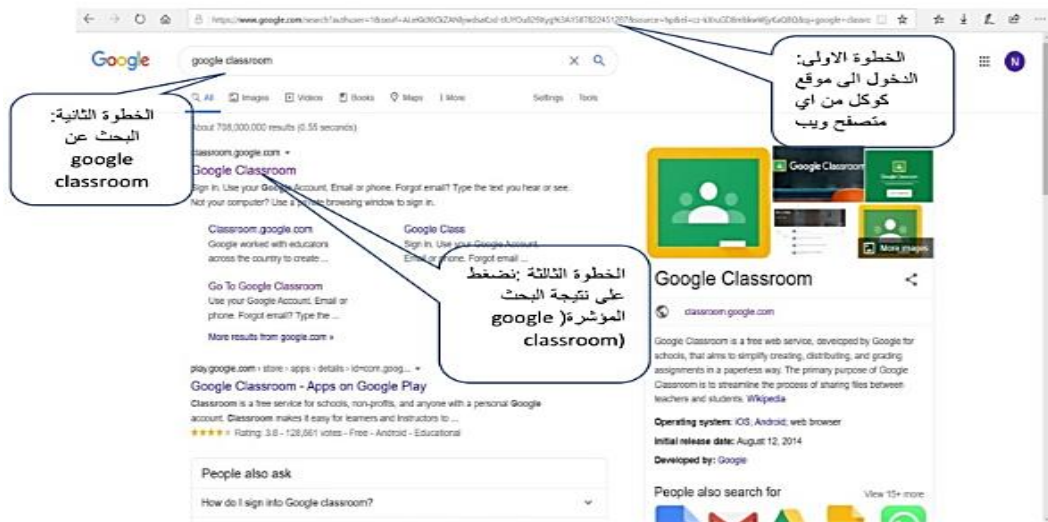 google classroom
الخطوة الاولى:
الدخول الى موقع
كوكل من اي
متصفح ويب
الخطوة الثانية:
البحث عن
google
classroom
Google
N
All Images Videos Books Maps More Settings Tools
About 708,000,000 results (0.55 seconds)
classroom.google.com
Google Classroom
Sign in. Use your Google Account. Email or phone. Forgot email? Type the text you hear or see.
Not your computer? Use a private browsing window to sign in.
Classroom.google.com
Google worked with educators
across the country to create ...
Google Class
Sign in. Use your Google Account.
Email or phone. Forgot email ...
Go To Google Classroom
Use your Google Account. Email or
phone. Forgot email? Type the ...
More results from google.com »
الخطوة الثالثة :نضغط
على نتيجة البحث
المؤشرة( google
classroom)
play.google.com › store › apps › details › id=com.goog...
Google Classroom - Apps on Google Play
Classroom is a free service for schools, non-profits, and anyone with a personal Google
account. Classroom makes it easy for learners and instructors to ...
Rating: 3.8 - 128,661 votes - Free - Android - Educational
People also ask
How do I sign into Google classroom?
Google Classroom
More images
Google Classroom
classroom.google.com
Google Classroom is a free web service, developed by Google for
schools, that aims to simplify creating, distributing, and grading
assignments in a paperless way. The primary purpose of Google
Classroom is to streamline the process of sharing files between
teachers and students. Wikipedia
Operating system: iOS, Android, web browser
Initial release date: August 12, 2014
Developed by: Google
People also search for
View 15+ more